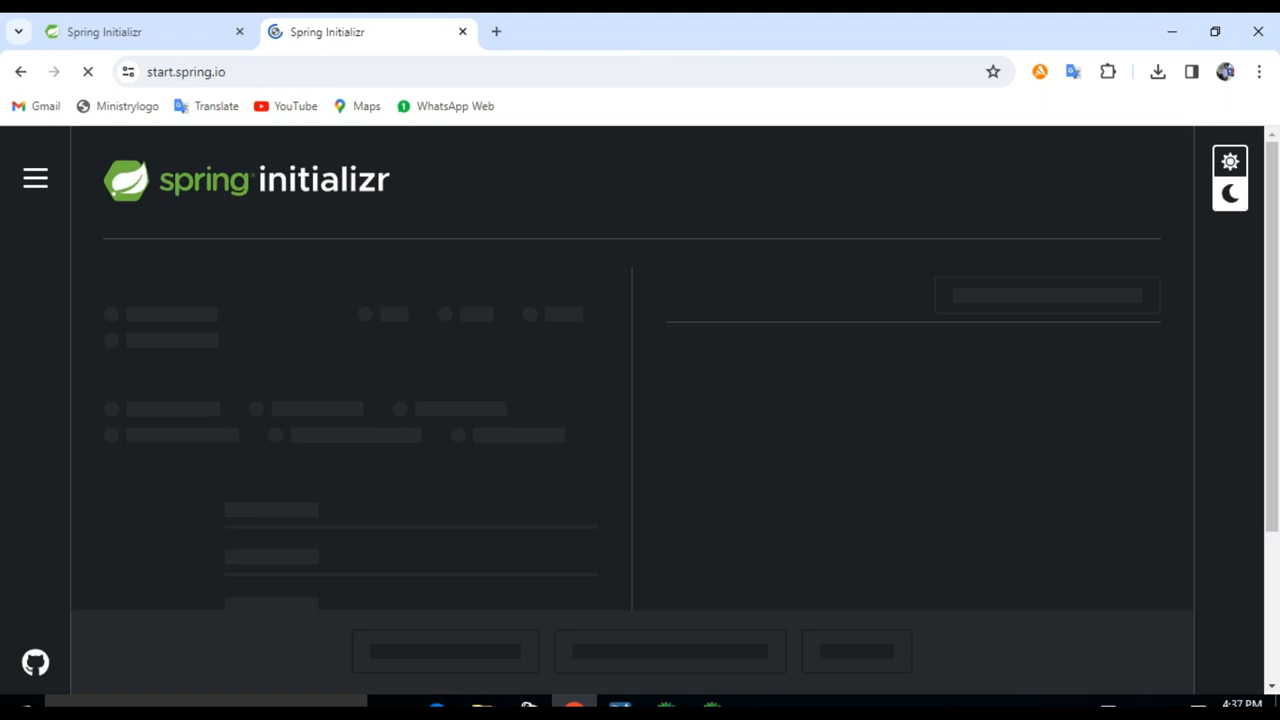 Spring Initializr
Spring Initializr
start.spring.io
Gmail
Ministrylogo
Translate
YouTube
Maps
1
WhatsApp Web
spring initializr
4:37 PM